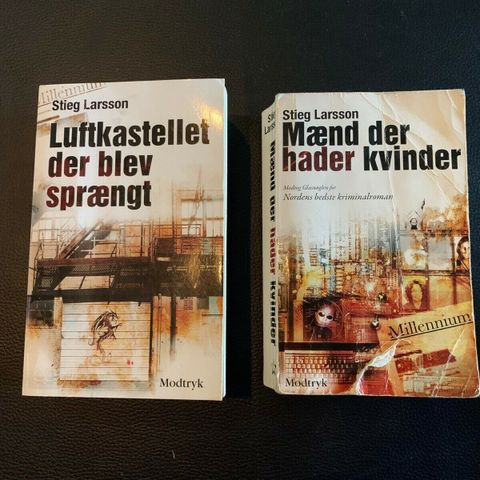 Millennium
Stieg Larsson
Luftkastellet
der blev
sprængt
Modtryk
Stieg
Larsson
Mænd der hader kvinder
Stieg Larsson
Mænd der
hader kvinder
Modtog Glasnøglen for
Nordens bedste kriminalroman
Millennium
Modtryk